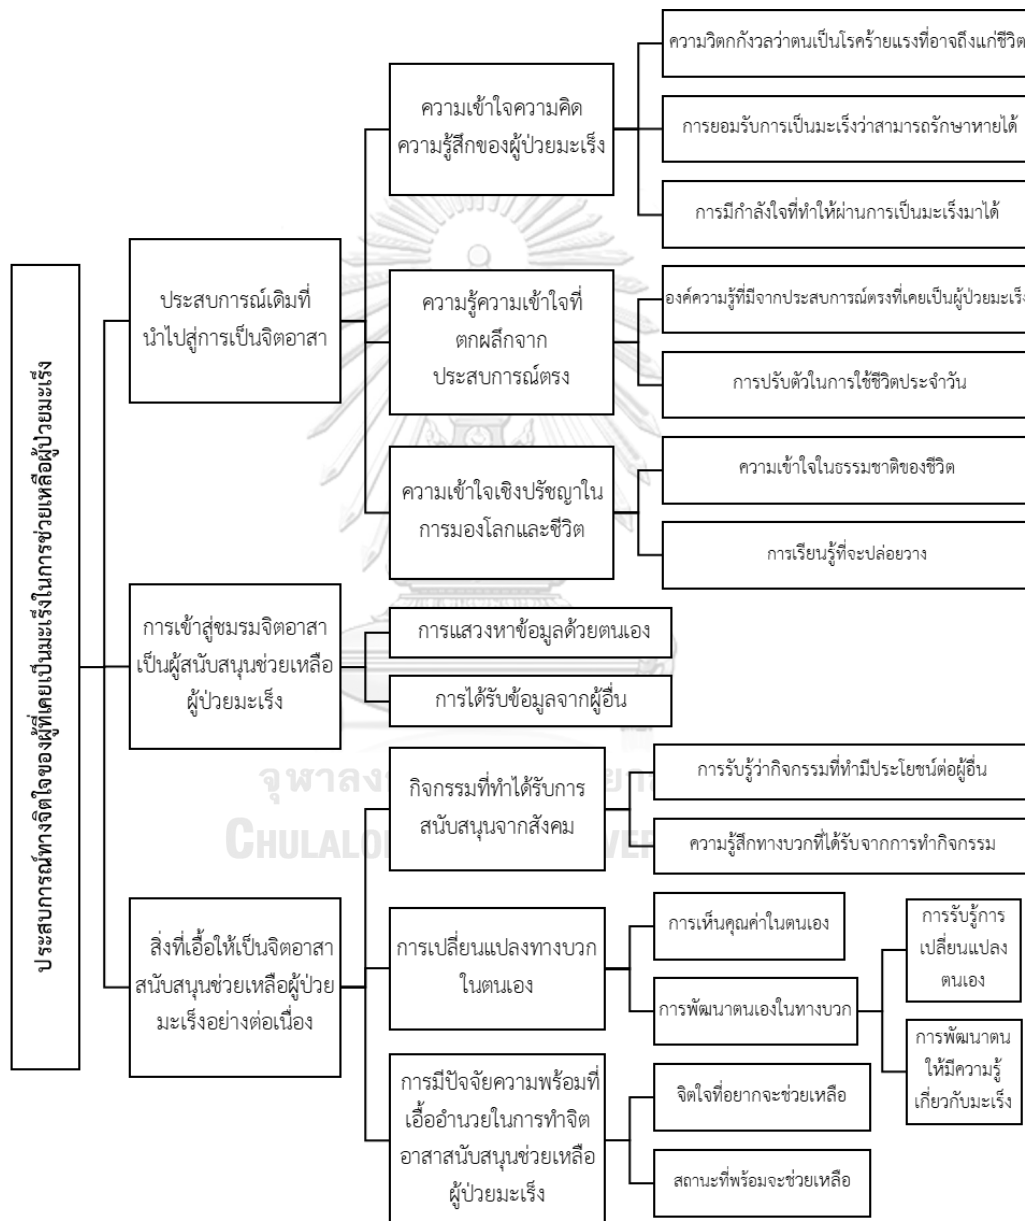 ประสบการณ์ทางจิตใจของผู้ที่เคยเป็นมะเร็งในการช่วยเหลือผู้ป่วยมะเร็ง
ประสบการณ์เดิมที่
นำไปสู่การเป็นจิตอาสา
ความเข้าใจความคิด
ความรู้สึกของผู้ป่วยมะเร็ง
ความวิตกกังวลว่าตนเป็นโรคร้ายแรงที่อาจถึงแก่ชีวิต
การยอมรับการเป็นมะเร็งว่าสามารถรักษาหายได้
การมีกำลังใจที่ทำให้ผ่านการเป็นมะเร็งมาได้
ความรู้ความเข้าใจที่
ตกผลึกจาก
ประสบการณ์ตรง
องค์ความรู้ที่มีจากประสบการณ์ตรงที่เคยเป็นผู้ป่วยมะเร็ง
การปรับตัวในการใช้ชีวิตประจำวัน
ความเข้าใจเชิงปรัชญาใน
การมองโลกและชีวิต
ความเข้าใจในธรรมชาติของชีวิต
การเรียนรู้ที่จะปล่อยวาง
การเข้าสู่ชมรมจิตอาสา
เป็นผู้สนับสนุนช่วยเหลือ
ผู้ป่วยมะเร็ง
การแสวงหาข้อมูลด้วยตนเอง
การได้รับข้อมูลจากผู้อื่น
สิ่งที่เอื้อให้เป็นจิตอาสา
สนับสนุนช่วยเหลือผู้ป่วย
มะเร็งอย่างต่อเนื่อง
กิจกรรมที่ทำได้รับการ
สนับสนุนจากสังคม
การรับรู้ว่ากิจกรรมที่ทำมีประโยชน์ต่อผู้อื่น
ความรู้สึกทางบวกที่ได้รับจากการทำกิจกรรม
การเปลี่ยนแปลงทางบวก
ในตนเอง
การเห็นคุณค่าในตนเอง
การพัฒนาตนเองในทางบวก
การรับรู้การ
เปลี่ยนแปลง
ตนเอง
การพัฒนาตน
ให้มีความรู้
เกี่ยวกับมะเร็ง
การมีปัจจัยความพร้อมที่
เอื้ออำนวยในการทำจิต
อาสาสนับสนุนช่วยเหลือ
ผู้ป่วยมะเร็ง
จิตใจที่อยากจะช่วยเหลือ
สถานะที่พร้อมจะช่วยเหลือ